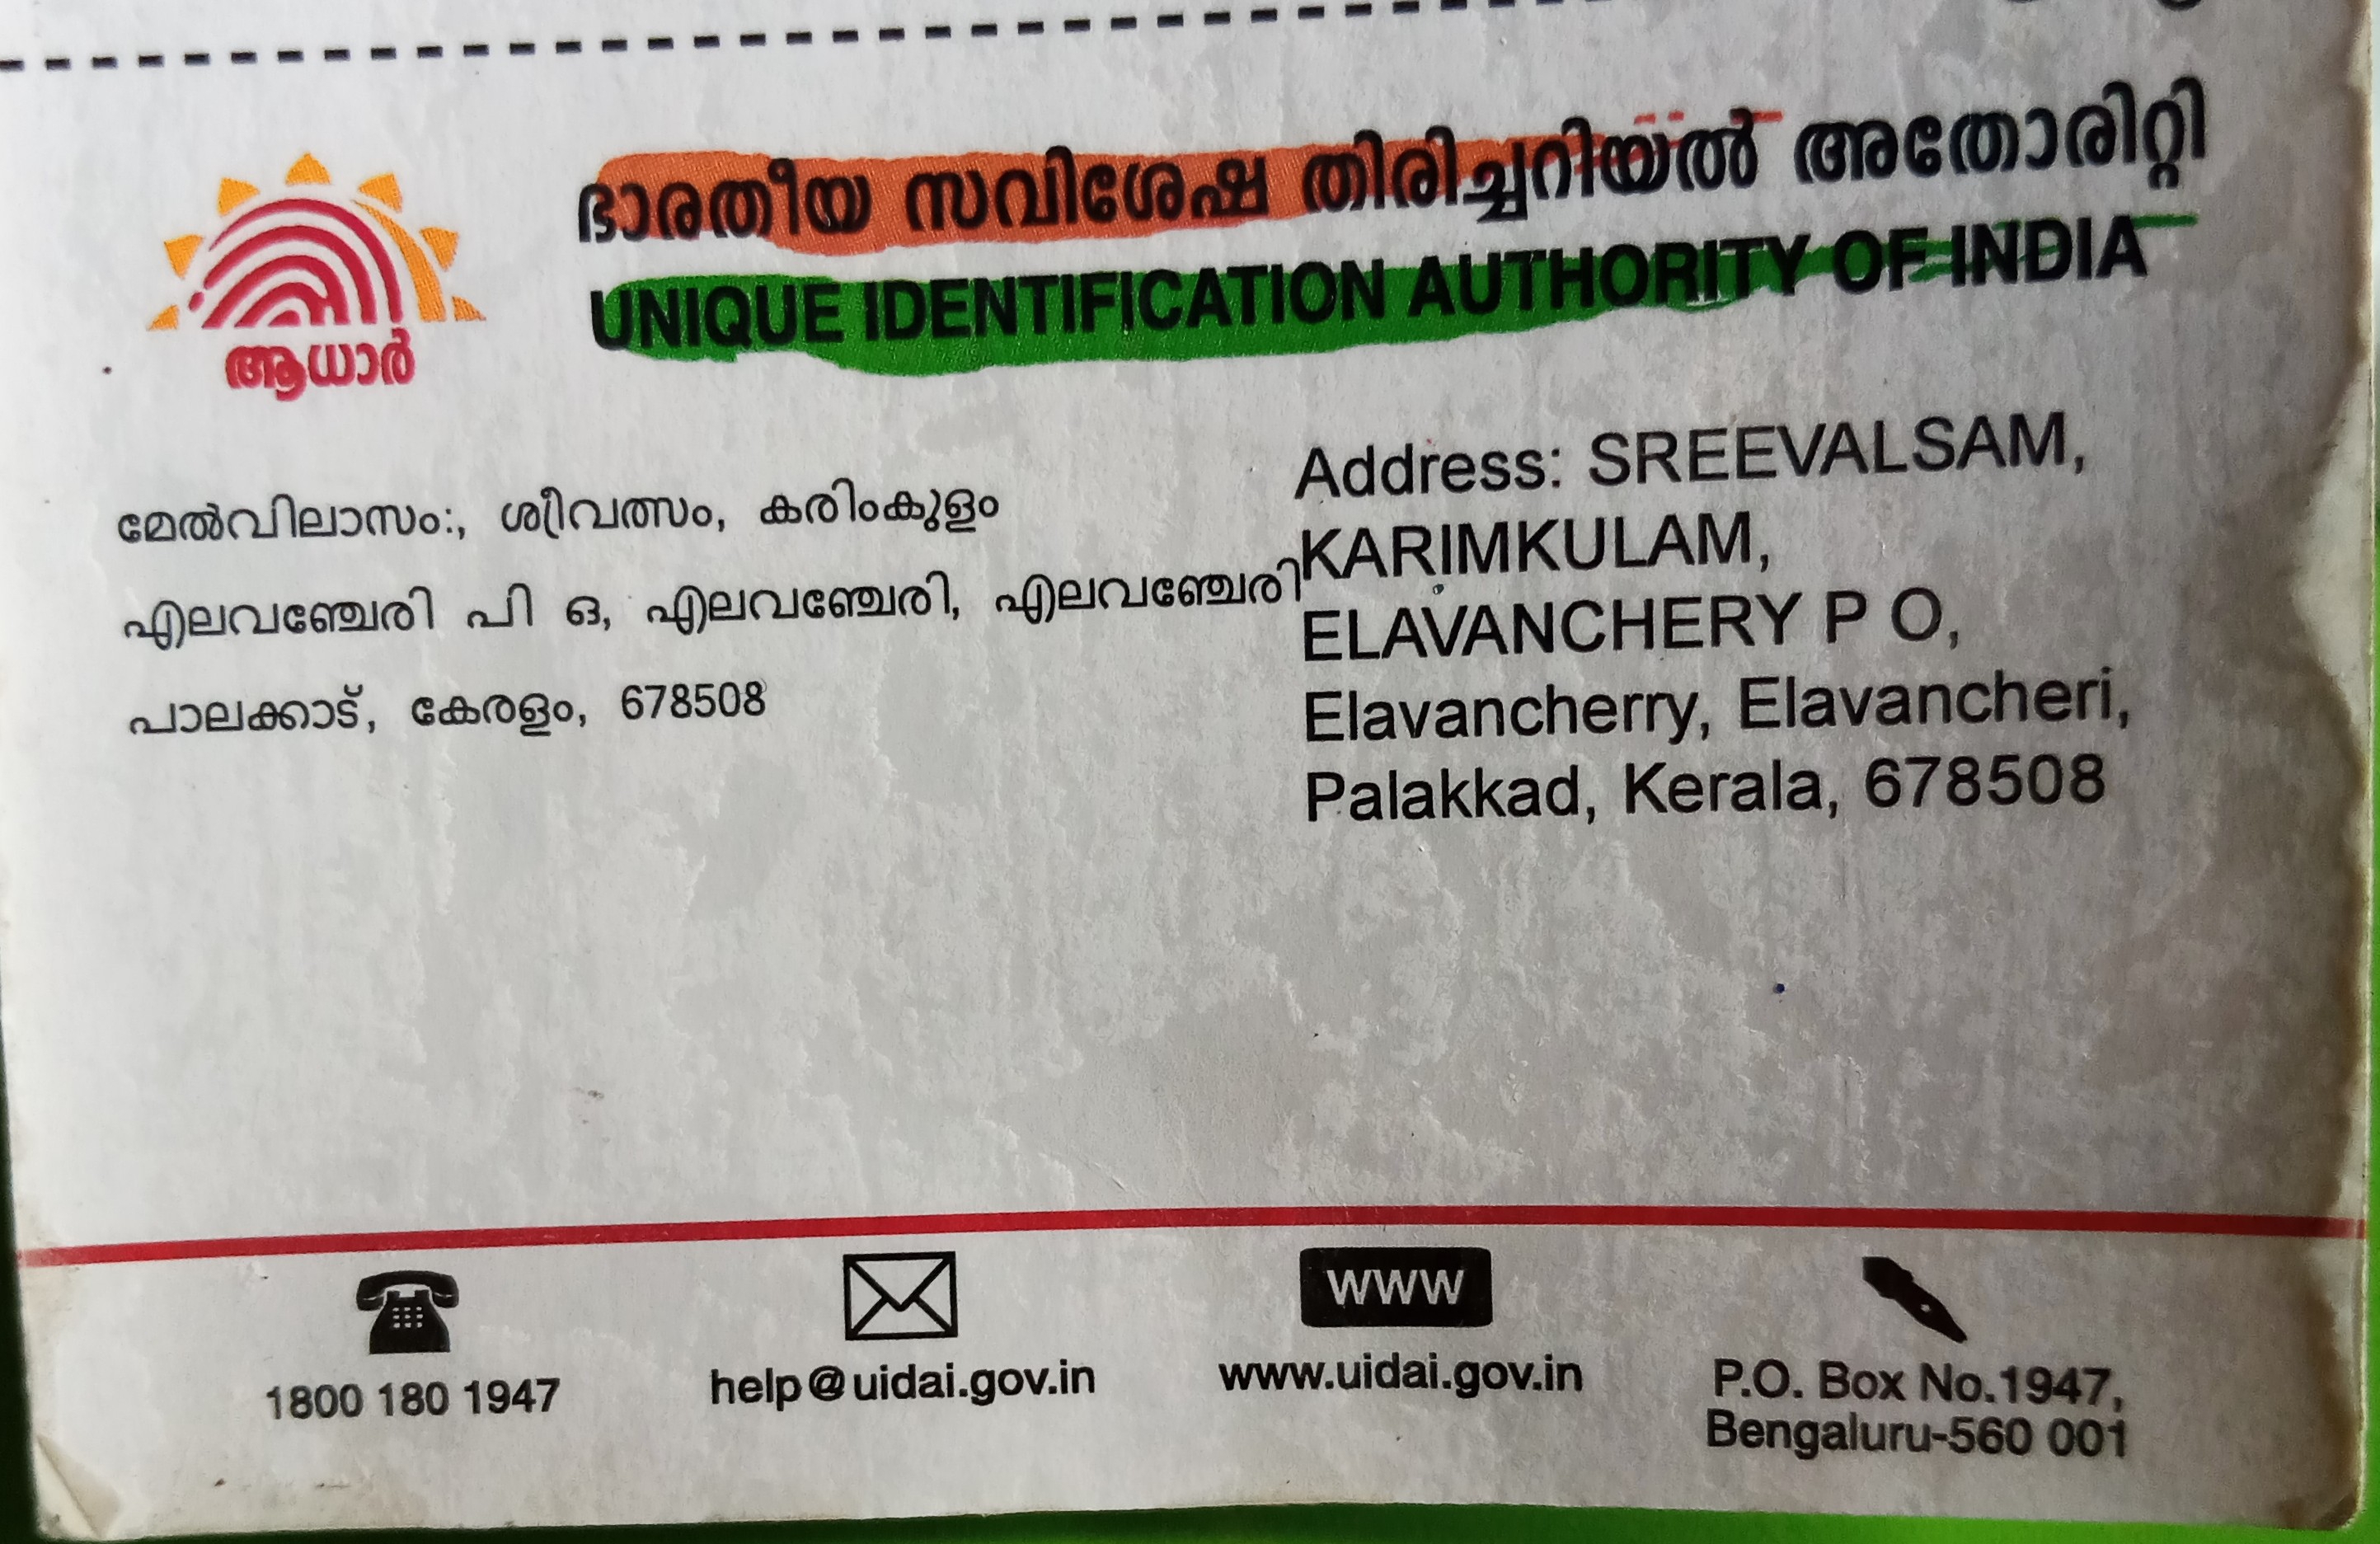 ആധാർ
ഭാരതീയ സവിശേഷ തിരിച്ചറിയൽ അതോരിറ്റി
UNIQUE IDENTIFICATION AUTHORITY OF INDIA
മേൽവിലാസം:, ശ്രീവത്സം, കരിംകുളം
എലവഞ്ചേരി പി ഒ, എലവഞ്ചേരി, എലവഞ്ചേരി
പാലക്കാട്, കേരളം, 678508
Address: SREEVALSAM,
KARIMKULAM,
ELAVANCHERY P O,
Elavancherry, Elavancheri,
Palakkad, Kerala, 678508
1800 180 1947
help@uidai.gov.in
www
www.uidai.gov.in
P.O. Box No.1947,
Bengaluru-560 001